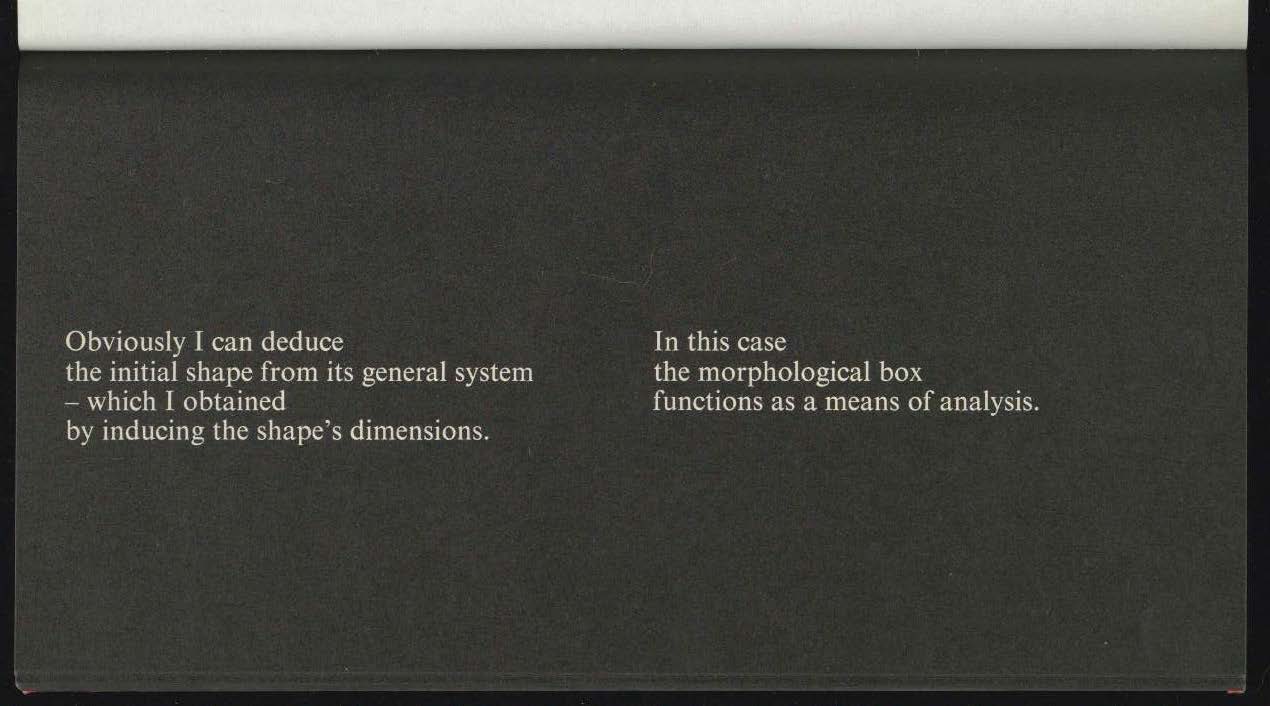 Obviously I can deduce
the initial shape from its general system
– which I obtained
by inducing the shape’s dimensions.
In this case
the morphological box
functions as a means of analysis.